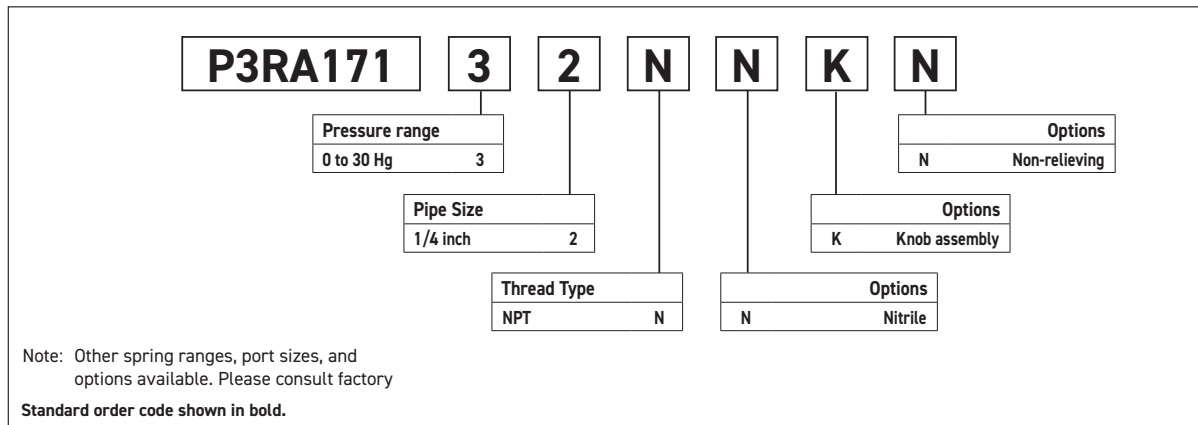 P3RA171 3 2 N N K N
Pressure range
0 to 30 Hg 3
Options
N Non-relieving
Pipe Size
1/4 inch 2
Options
K Knob assembly
Thread Type
NPT N
Options
N Nitrile
Note: Other spring ranges, port sizes, and
options available. Please consult factory
Standard order code shown in bold.